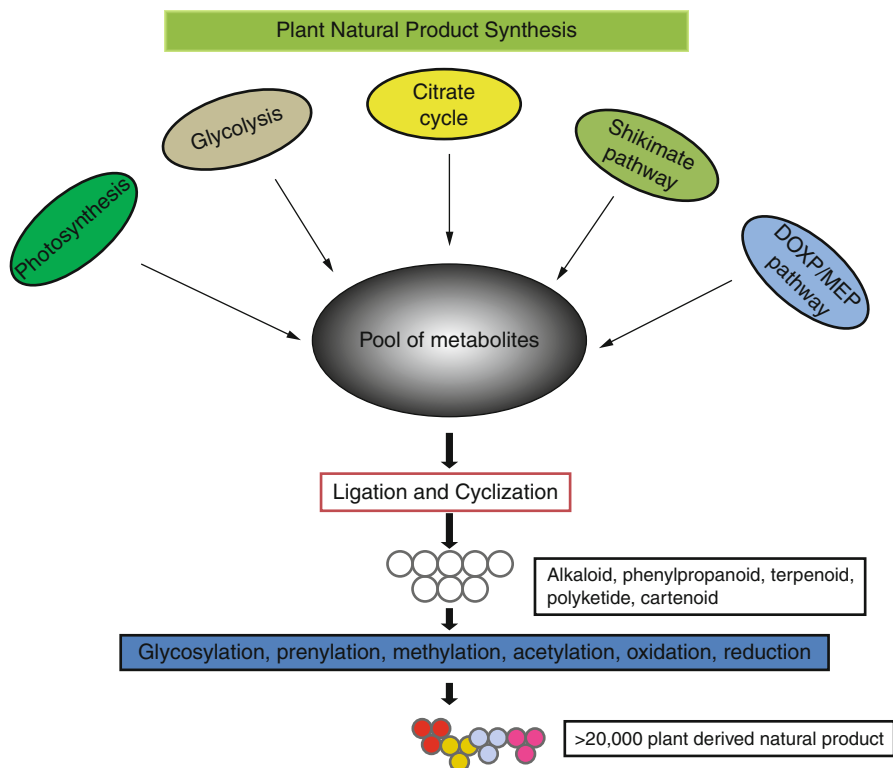 Plant Natural Product Synthesis
Photosynthesis
Glycolysis
Citrate
cycle
Shikimate
pathway
DOXP/MEP
pathway
Pool of metabolites
Ligation and Cyclization
Alkaloid, phenylpropanoid, terpenoid,
polyketide, cartenoid
Glycosylation, prenylation, methylation, acetylation, oxidation, reduction
>20,000 plant derived natural product